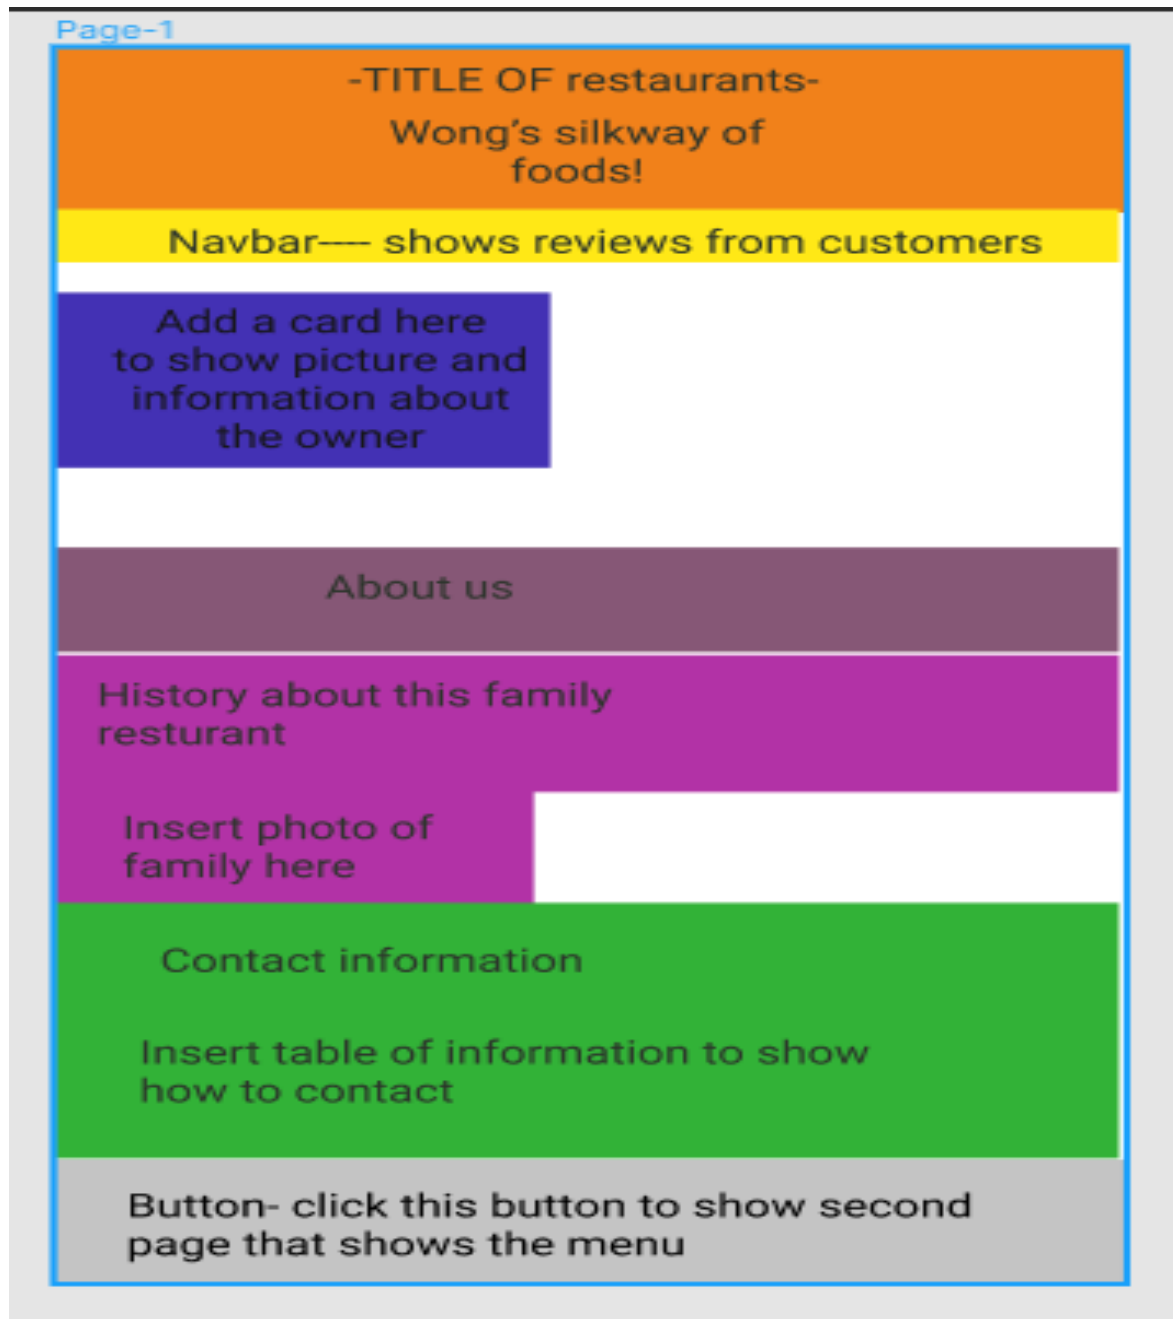 Page-1
-TITLE OF restaurants-
Wong's silkway of
foods!
Navbar---- shows reviews from customers
Add a card here
to show picture and
information about
the owner
About us
History about this family
resturant
Insert photo of
family here
Contact information
Insert table of information to show
how to contact
Button- click this button to show second
page that shows the menu